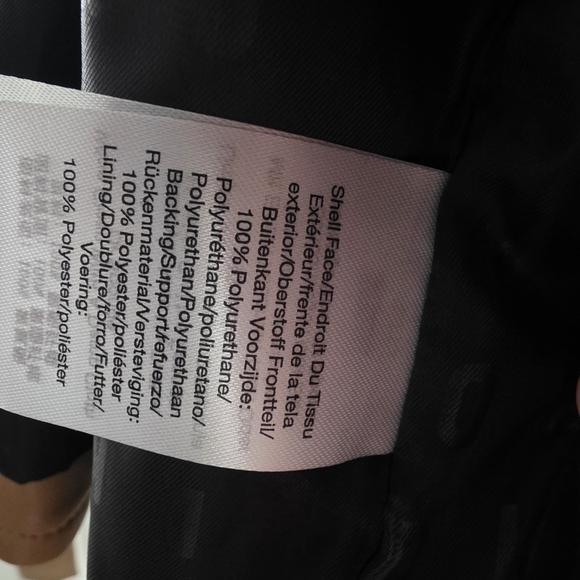 Shell Face/Endroit Du Tissu
Extérieur/frente de la tela
exterior/Oberstoff Frontteil/
Buitenkant Voorzijde:
100% Polyurethane/
Polyuréthane/poliuretano/
Polyurethan/Polyurethaan
Backing/Support/refuerzo/
Rückenmaterial/Versteviging:
100% Polyester/poliéster
Lining/Doublure/forro/Futter/
Voering:
100% Polyester/poliéster